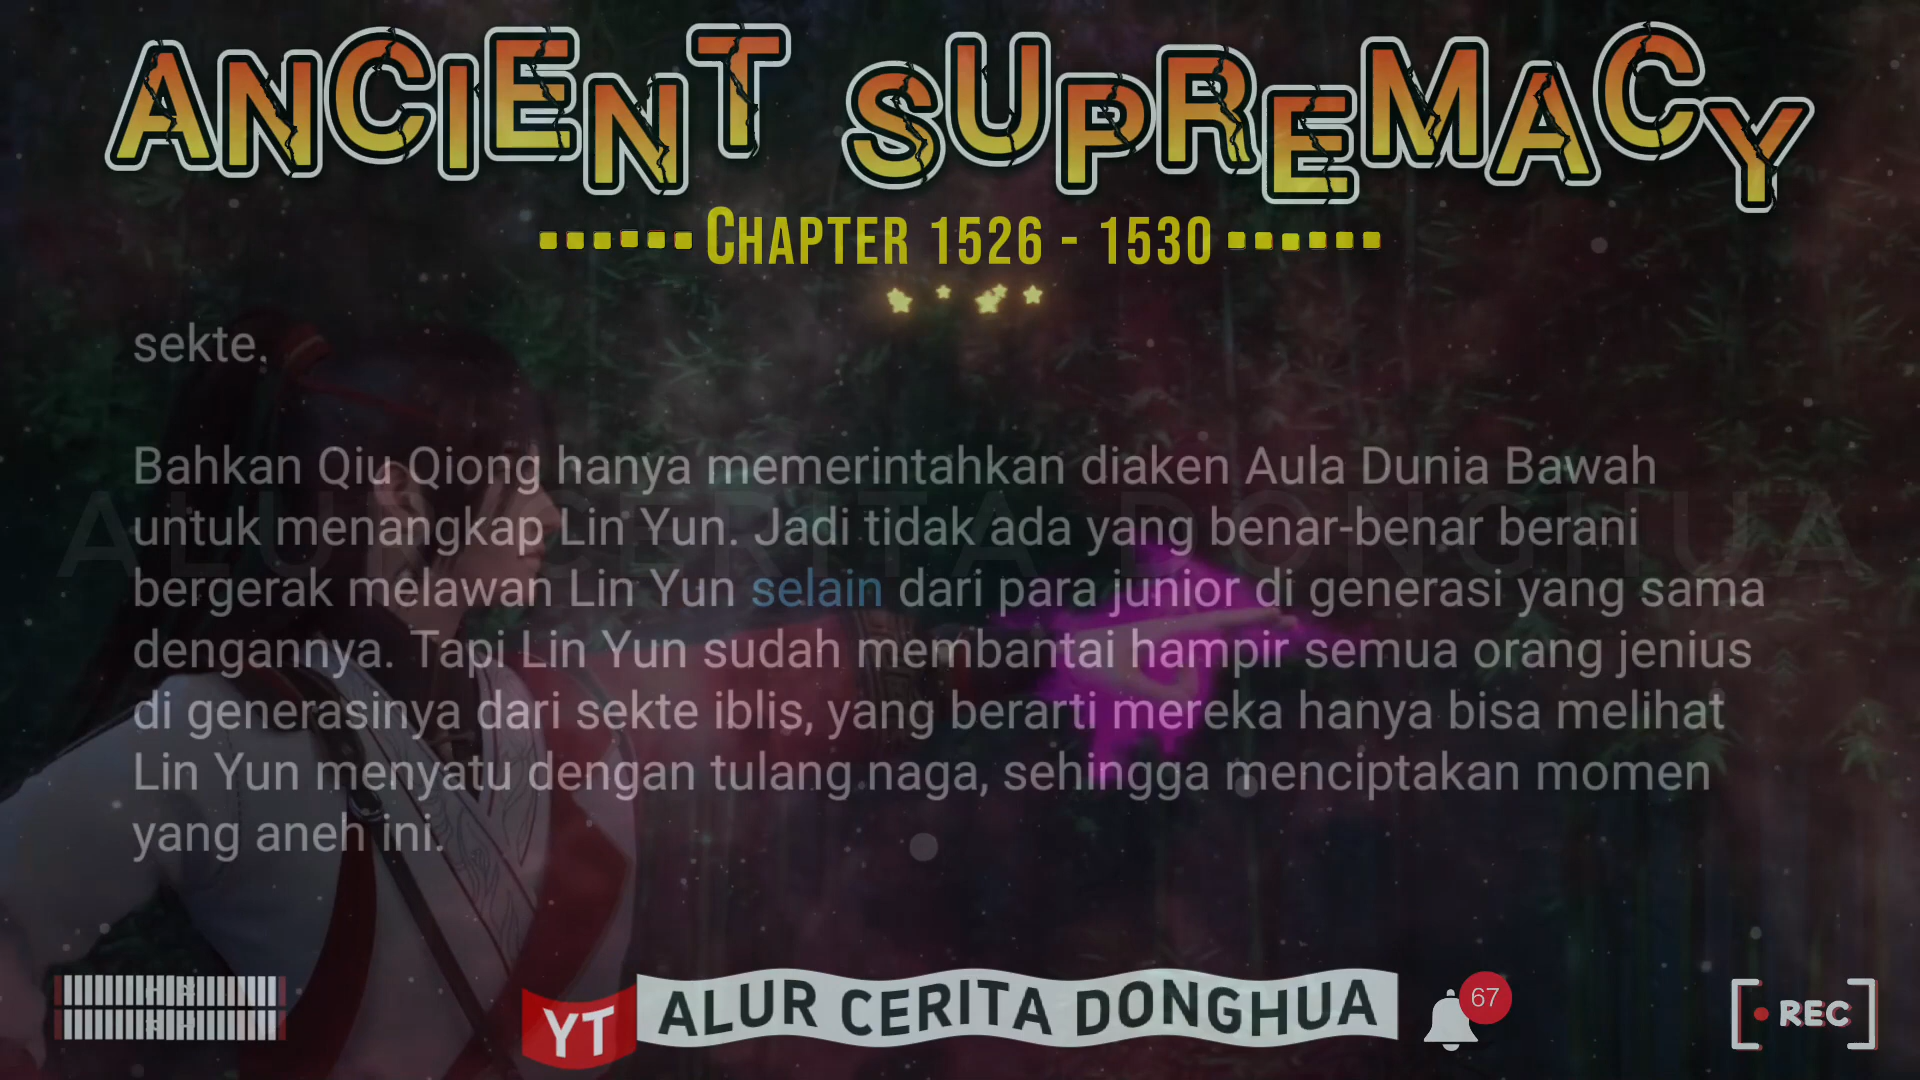 ANCIENT SUPREMACY
CHAPTER 1526 - 1530
sekte.
Bahkan Qiu Qiong hanya memerintahkan diaken Aula Dunia Bawah
untuk menangkap Lin Yun. Jadi tidak ada yang benar-benar berani
bergerak melawan Lin Yun selain dari para junior di generasi yang sama
dengannya. Tapi Lin Yun sudah membantai hampir semua orang jenius
di generasinya dari sekte iblis, yang berarti mereka hanya bisa melihat
Lin Yun menyatu dengan tulang naga, sehingga menciptakan momen
yang aneh ini.
ALUR CERITA DONGHUA
YT ALUR CERITA DONGHUA
67
REC